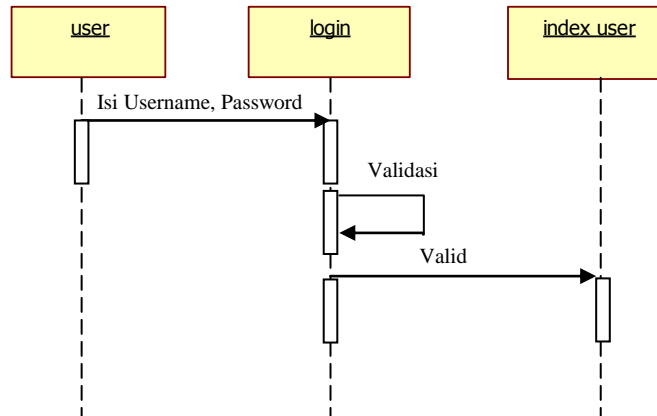 user
login
index user
Isi Username, Password
Validasi
Valid